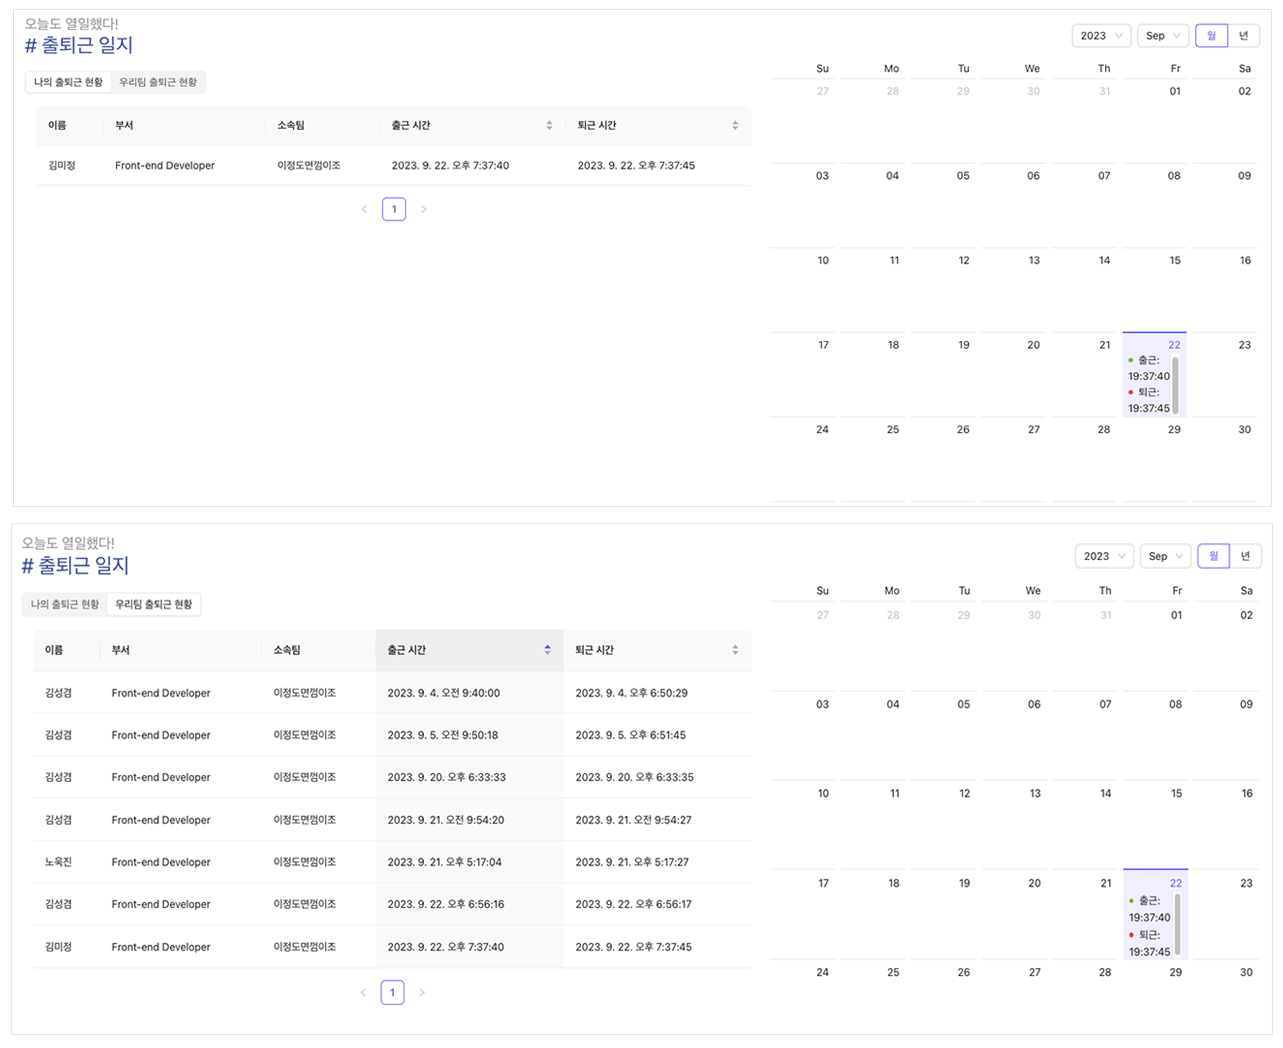 오늘도 열일했다!
# 출퇴근 일지
나의 출퇴근 현황 우리팀 출퇴근 현황
이름 부서 소속팀 출근 시간 퇴근 시간
김미정 Front-end Developer 이정도면껌이조 2023. 9. 22. 오후 7:37:40 2023. 9. 22. 오후 7:37:45
< 1 >
2023 Sep 월 년
Su Mo Tu We Th Fr Sa
27 28 29 30 31 01 02
03 04 05 06 07 08 09
10 11 12 13 14 15 16
17 18 19 20 21 22 23
출근:
19:37:40
퇴근:
19:37:45
24 25 26 27 28 29 30
오늘도 열일했다!
# 출퇴근 일지
나의 출퇴근 현황 우리팀 출퇴근 현황
이름 부서 소속팀 출근 시간 퇴근 시간
김성겸 Front-end Developer 이정도면껌이조 2023. 9. 4. 오전 9:40:00 2023. 9. 4. 오후 6:50:29
김성겸 Front-end Developer 이정도면껌이조 2023. 9. 5. 오전 9:50:18 2023. 9. 5. 오후 6:51:45
김성겸 Front-end Developer 이정도면껌이조 2023. 9. 20. 오후 6:33:33 2023. 9. 20. 오후 6:33:35
김성겸 Front-end Developer 이정도면껌이조 2023. 9. 21. 오전 9:54:20 2023. 9. 21. 오전 9:54:27
노욱진 Front-end Developer 이정도면껌이조 2023. 9. 21. 오후 5:17:04 2023. 9. 21. 오후 5:17:27
김성겸 Front-end Developer 이정도면껌이조 2023. 9. 22. 오후 6:56:16 2023. 9. 22. 오후 6:56:17
김미정 Front-end Developer 이정도면껌이조 2023. 9. 22. 오후 7:37:40 2023. 9. 22. 오후 7:37:45
< 1 >
2023 Sep 월 년
Su Mo Tu We Th Fr Sa
27 28 29 30 31 01 02
03 04 05 06 07 08 09
10 11 12 13 14 15 16
17 18 19 20 21 22 23
출근:
19:37:40
퇴근:
19:37:45
24 25 26 27 28 29 30